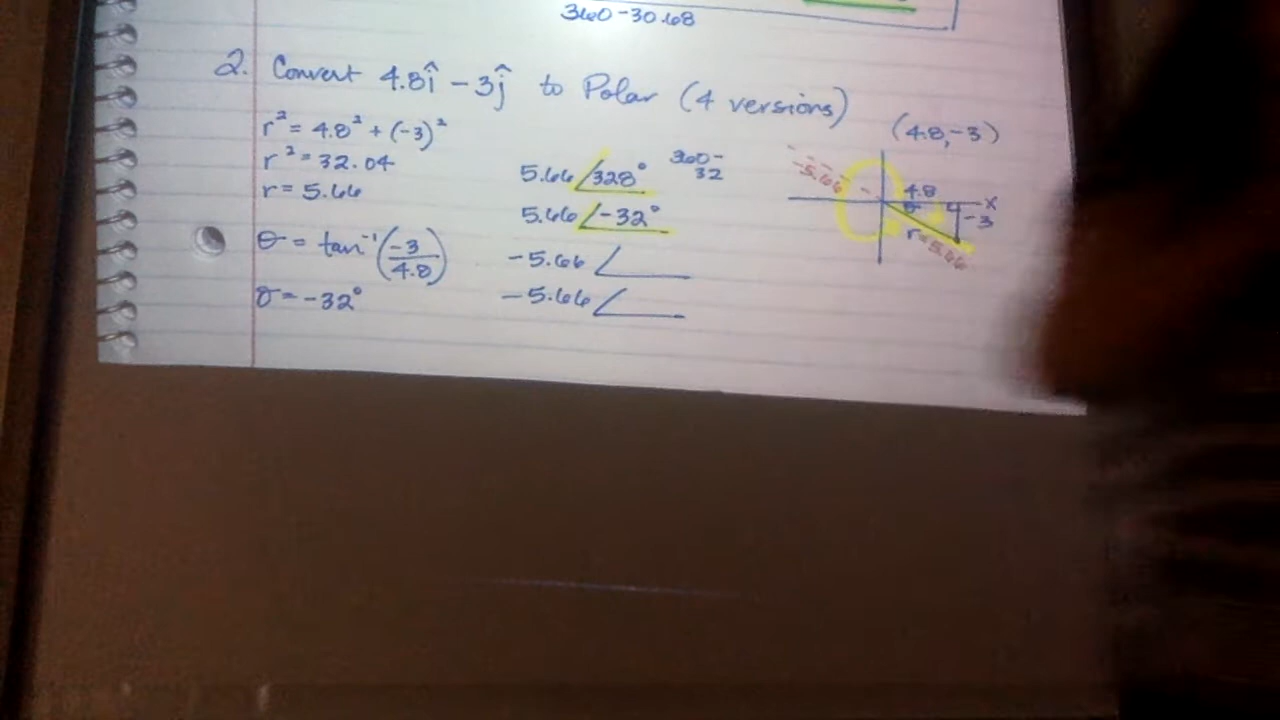 360-30.68
2. Convert 4.8î - 3ĵ to Polar (4 versions)
r² = 4.8² + (-3)²
r² = 32.04
r = 5.66
θ = tan⁻¹(-3/4.8)
θ = -32°
5.66∠328°
360-
32
5.66∠-32°
-5.66∠
-5.66∠
(4.8, -3)
-5.66
4.8
θ
x
-3
r=5.66